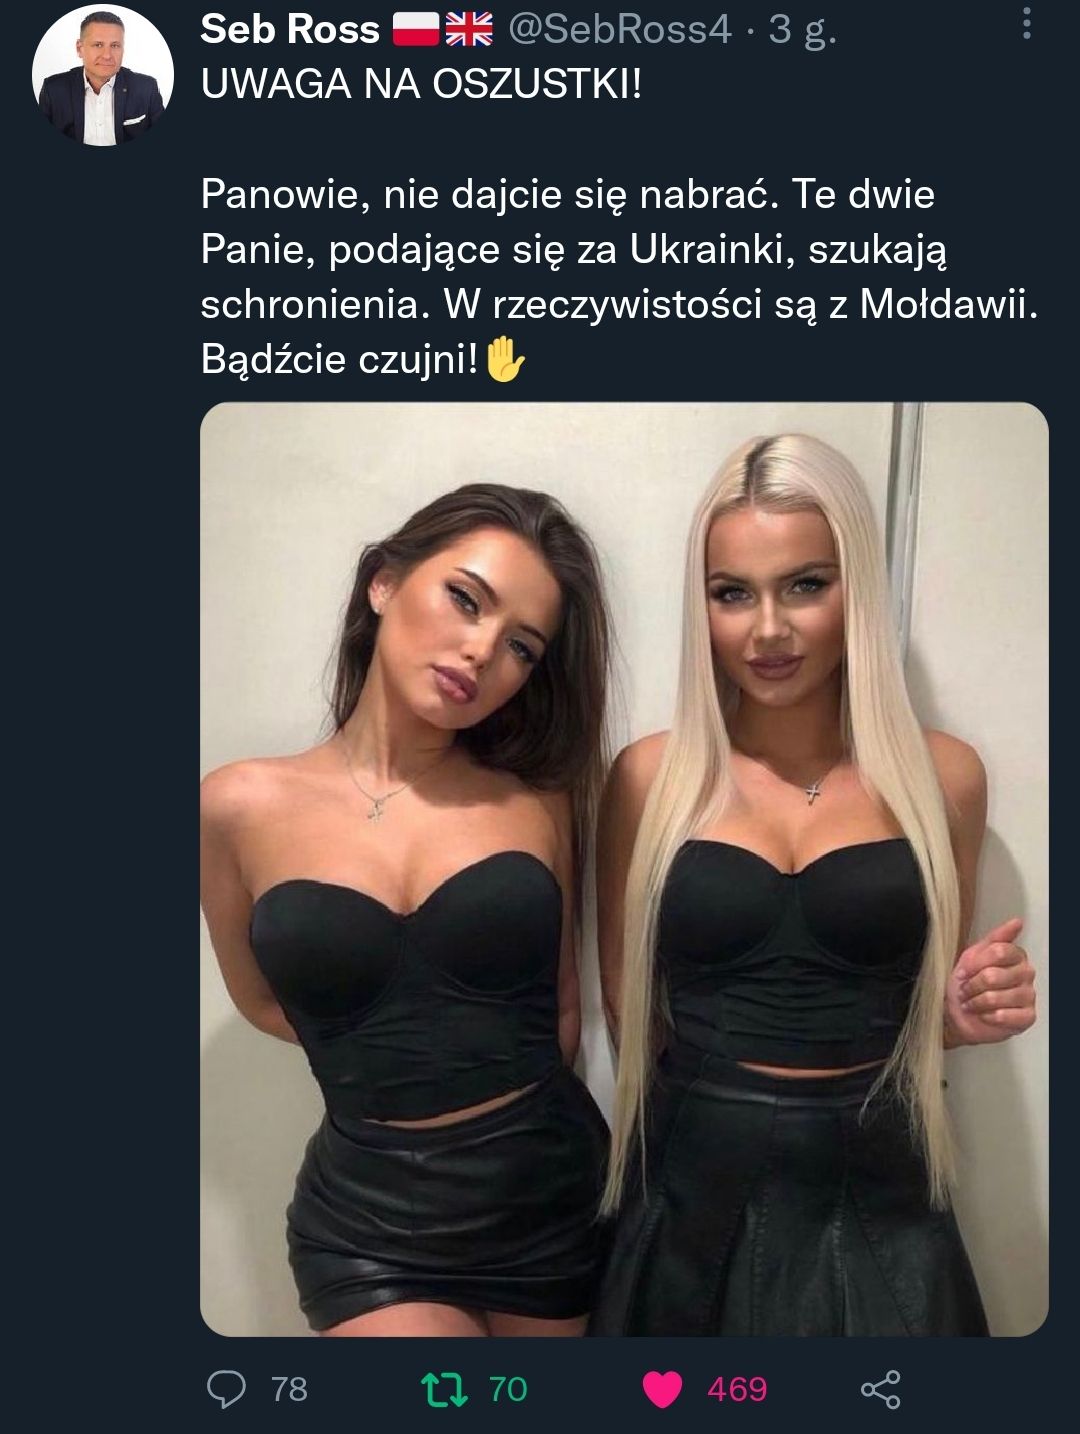 Seb Ross 🇵🇱🇬🇧 @SebRoss4 · 3 g.
UWAGA NA OSZUSTKI!
Panowie, nie dajcie się nabrać. Te dwie
Panie, podające się za Ukrainki, szukają
schronienia. W rzeczywistości są z Mołdawii.
Bądźcie czujni!✋
78 70 469